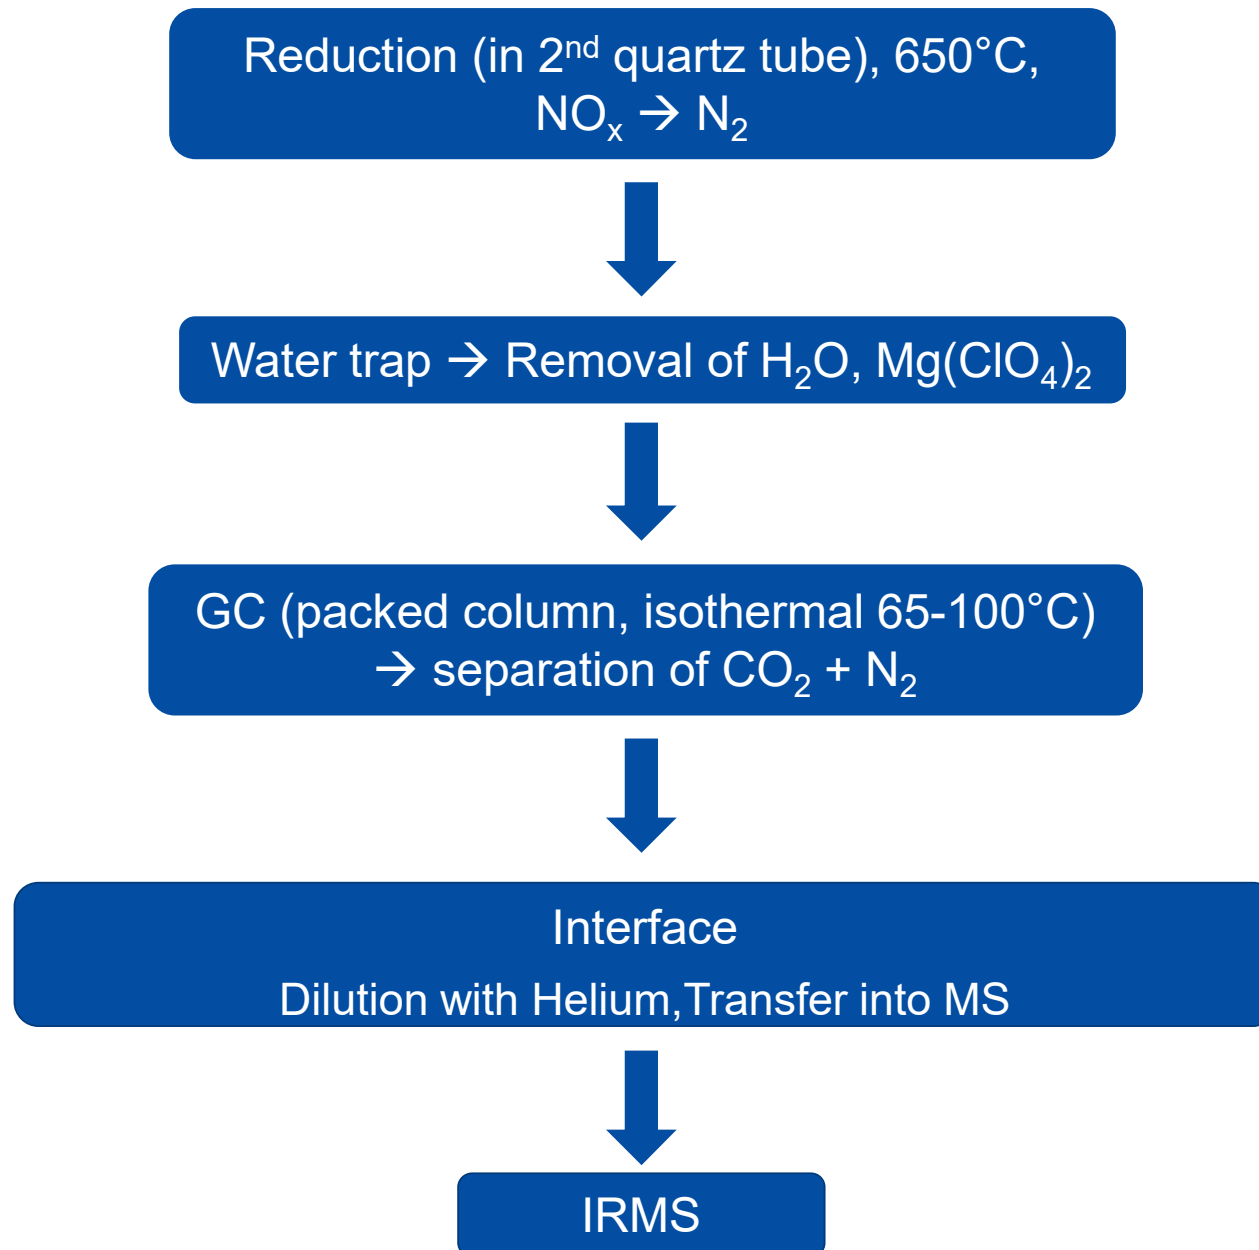 Reduction (in 2nd quartz tube), 650°C,
NOx → N2
Water trap → Removal of H2O, Mg(ClO4)2
GC (packed column, isothermal 65-100°C)
→ separation of CO2 + N2
Interface
Dilution with Helium,Transfer into MS
IRMS